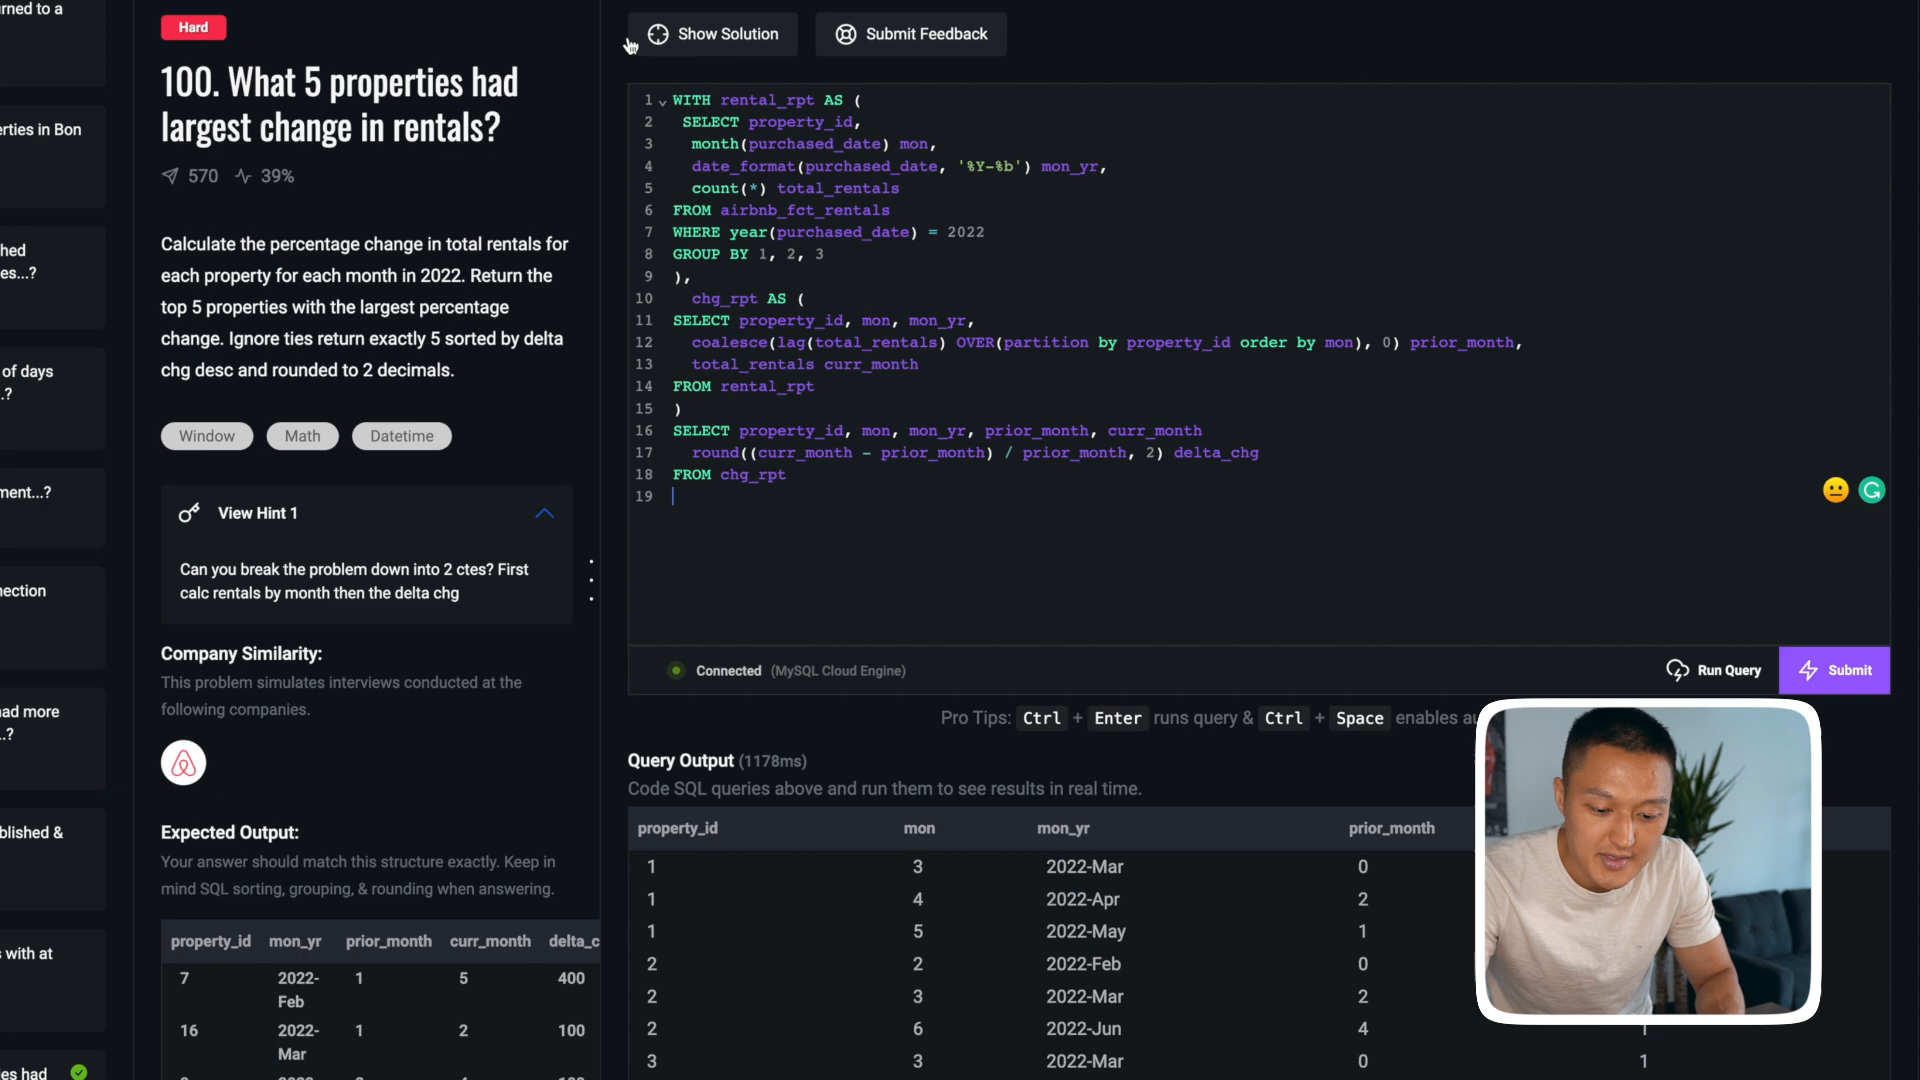 rned to a
erties in Bon
hed
es...?
of days
.?
ment...?
nection
had more
..?
blished &
s with at
ies had
Hard
100. What 5 properties had
largest change in rentals?
570 39%
Calculate the percentage change in total rentals for
each property for each month in 2022. Return the
top 5 properties with the largest percentage
change. Ignore ties return exactly 5 sorted by delta
chg desc and rounded to 2 decimals.
Window Math Datetime
View Hint 1
Can you break the problem down into 2 ctes? First
calc rentals by month then the delta chg
Company Similarity:
This problem simulates interviews conducted at the
following companies.
Expected Output:
Your answer should match this structure exactly. Keep in
mind SQL sorting, grouping, & rounding when answering.
property_id mon_yr prior_month curr_month delta_c
7 2022-Feb 1 5 400
16 2022-Mar 1 2 100
Show Solution Submit Feedback
1 WITH rental_rpt AS (
2 SELECT property_id,
3 month(purchased_date) mon,
4 date_format(purchased_date, '%Y-%b') mon_yr,
5 count(*) total_rentals
6 FROM airbnb_fct_rentals
7 WHERE year(purchased_date) = 2022
8 GROUP BY 1, 2, 3
9 ),
10 chg_rpt AS (
11 SELECT property_id, mon, mon_yr,
12 coalesce(lag(total_rentals) OVER(partition by property_id order by mon), 0) prior_month,
13 total_rentals curr_month
14 FROM rental_rpt
15 )
16 SELECT property_id, mon, mon_yr, prior_month, curr_month
17 round((curr_month - prior_month) / prior_month, 2) delta_chg
18 FROM chg_rpt
19
Connected (MySQL Cloud Engine) Run Query Submit
Pro Tips: Ctrl + Enter runs query & Ctrl + Space enables au
Query Output (1178ms)
Code SQL queries above and run them to see results in real time.
property_id mon mon_yr prior_month
1 3 2022-Mar 0
1 4 2022-Apr 2
1 5 2022-May 1
2 2 2022-Feb 0
2 3 2022-Mar 2
2 6 2022-Jun 4 1
3 3 2022-Mar 0 1